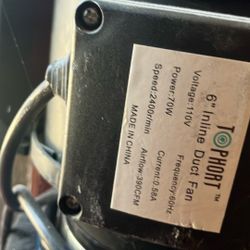 TOPHORT™
6" Inline Duct Fan
Voltage:110V
Frequency:60Hz
Power:70W
Current:0.58A
Speed:2400r/min
Airflow:390CFM
MADE IN CHINA